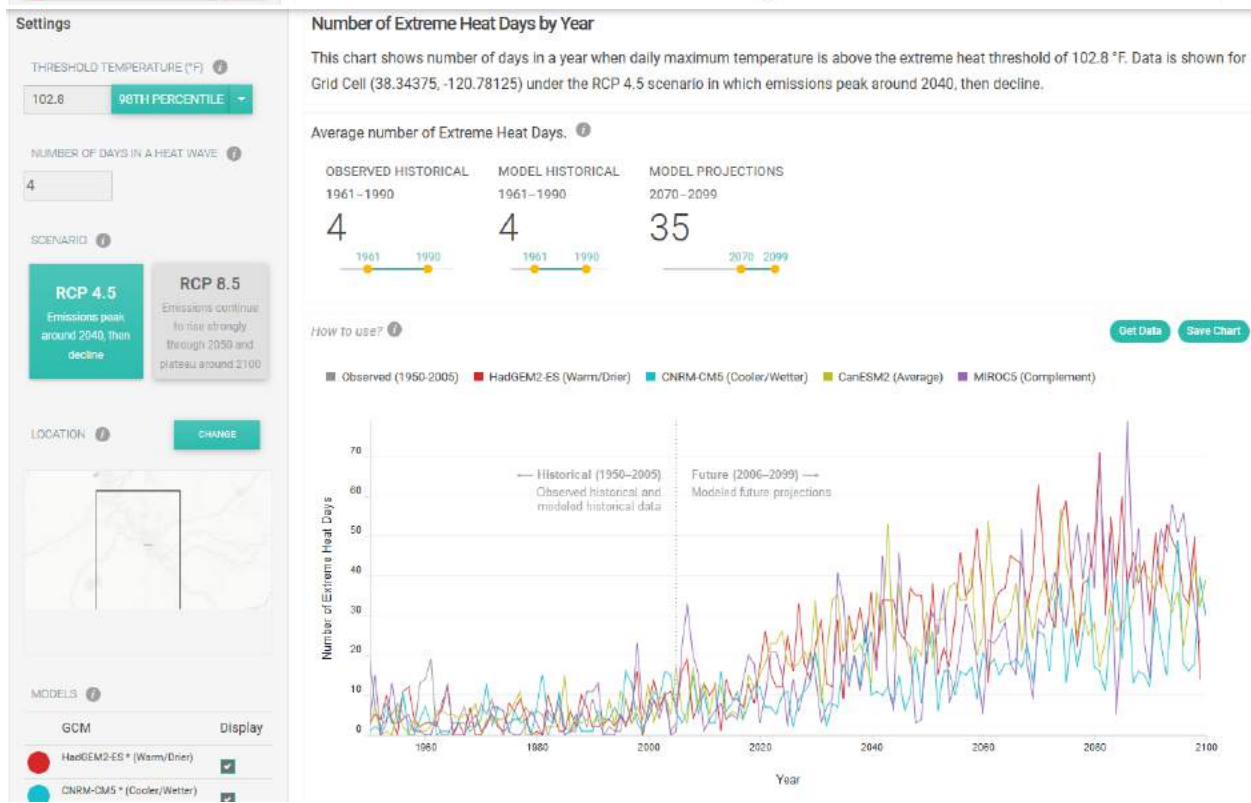 Settings
THRESHOLD TEMPERATURE (°F)
102.8
98TH PERCENTILE
NUMBER OF DAYS IN A HEAT WAVE
4
SCENARIO
RCP 4.5
Emissions peak
around 2040, then
decline
RCP 8.5
Emissions continue
to rise strongly
through 2050 and
plateau around 2100
LOCATION
CHANGE
MODELS
GCM Display
HadGEM2-ES * (Warm/Drier)
CNRM-CM5 * (Cooler/Wetter)
Number of Extreme Heat Days by Year
This chart shows number of days in a year when daily maximum temperature is above the extreme heat threshold of 102.8 °F. Data is shown for
Grid Cell (38.34375, -120.78125) under the RCP 4.5 scenario in which emissions peak around 2040, then decline.
Average number of Extreme Heat Days.
OBSERVED HISTORICAL
1961–1990
4
1961 1990
MODEL HISTORICAL
1961–1990
4
1961 1990
MODEL PROJECTIONS
2070–2099
35
2070 2099
How to use?
Get Data Save Chart
Observed (1950-2005) HadGEM2-ES (Warm/Drier) CNRM-CM5 (Cooler/Wetter) CanESM2 (Average) MIROC5 (Complement)
Number of Extreme Heat Days
70
60
50
40
30
20
10
0
← Historical (1950–2005)
Observed historical and
modeled historical data
Future (2006–2099) →
Modeled future projections
1960 1980 2000 2020 2040 2060 2080 2100
Year